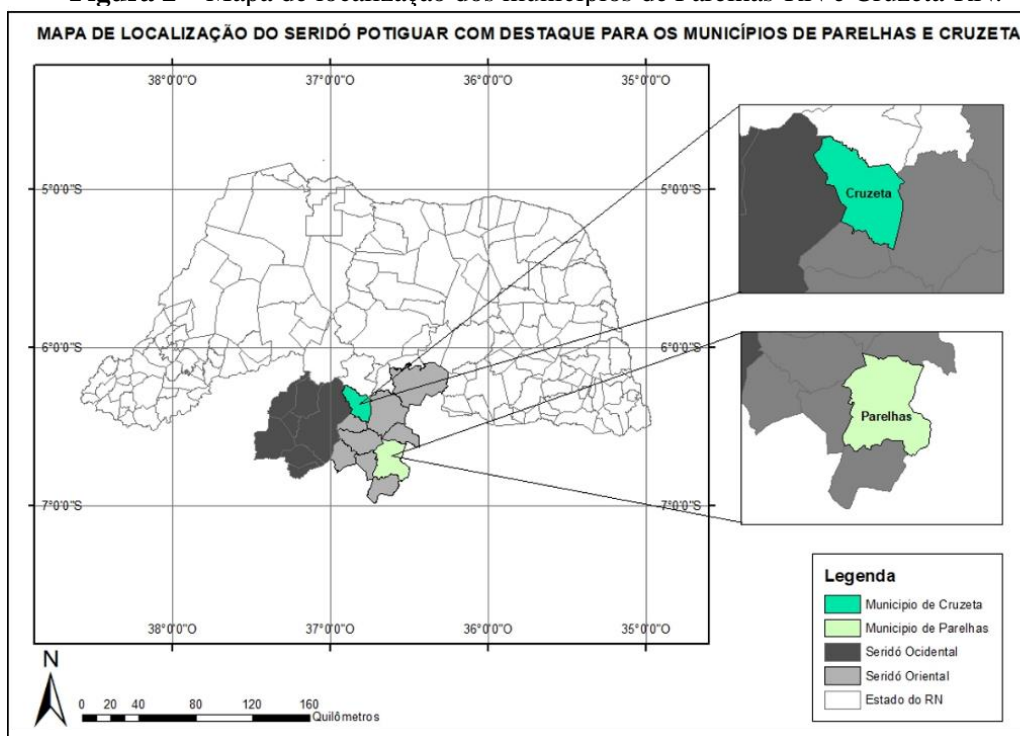 Figura 2 – Mapa de localização dos municípios de Parelhas-RN e Cruzeta-RN.
MAPA DE LOCALIZAÇÃO DO SERIDÓ POTIGUAR COM DESTAQUE PARA OS MUNICÍPIOS DE PARELHAS E CRUZETA
38°0'0"O 37°0'0"O 36°0'0"O 35°0'0"O
5°0'0"S 5°0'0"S
6°0'0"S 6°0'0"S
7°0'0"S 7°0'0"S
38°0'0"O 37°0'0"O 36°0'0"O 35°0'0"O
Cruzeta
Parelhas
Legenda
Municipio de Cruzeta
Municipio de Parelhas
Seridó Ocidental
Seridó Oriental
Estado do RN
N
0 20 40 80 120 160
Quilômetros